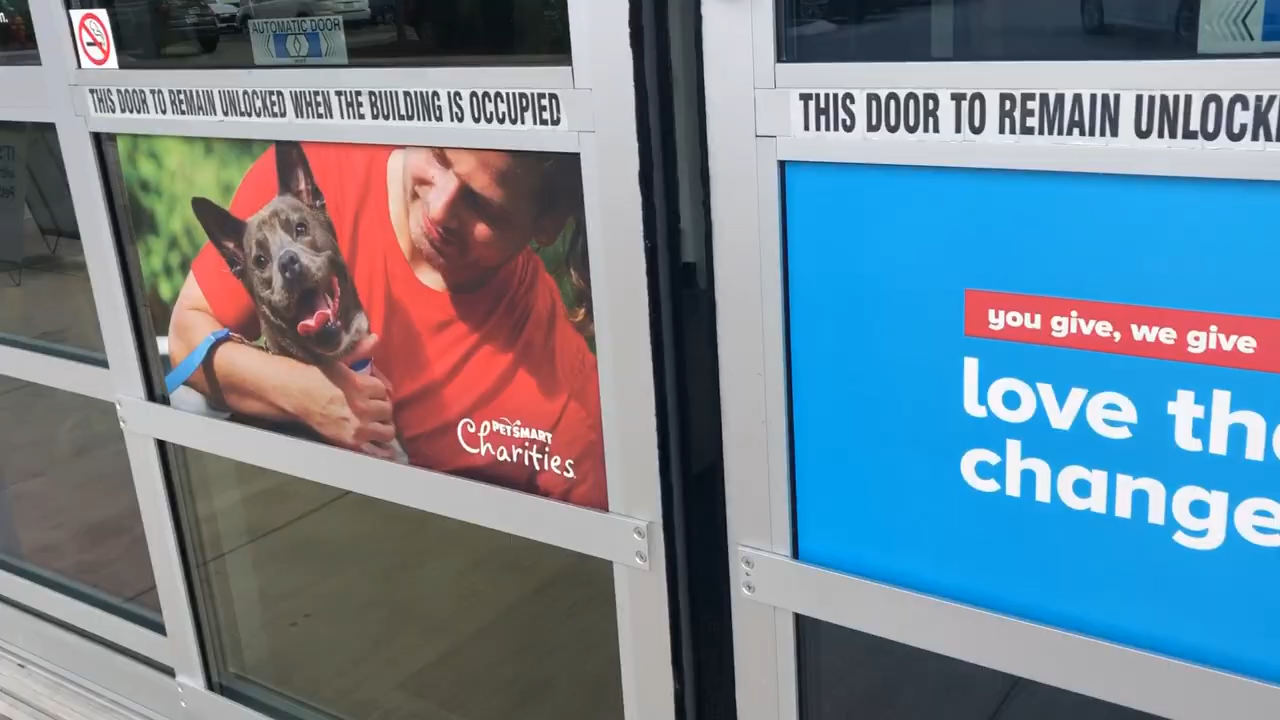 AUTOMATIC DOOR
THIS DOOR TO REMAIN UNLOCKED WHEN THE BUILDING IS OCCUPIED
PETSMART
Charities
THIS DOOR TO REMAIN UNLOCK
you give, we give
love the
change